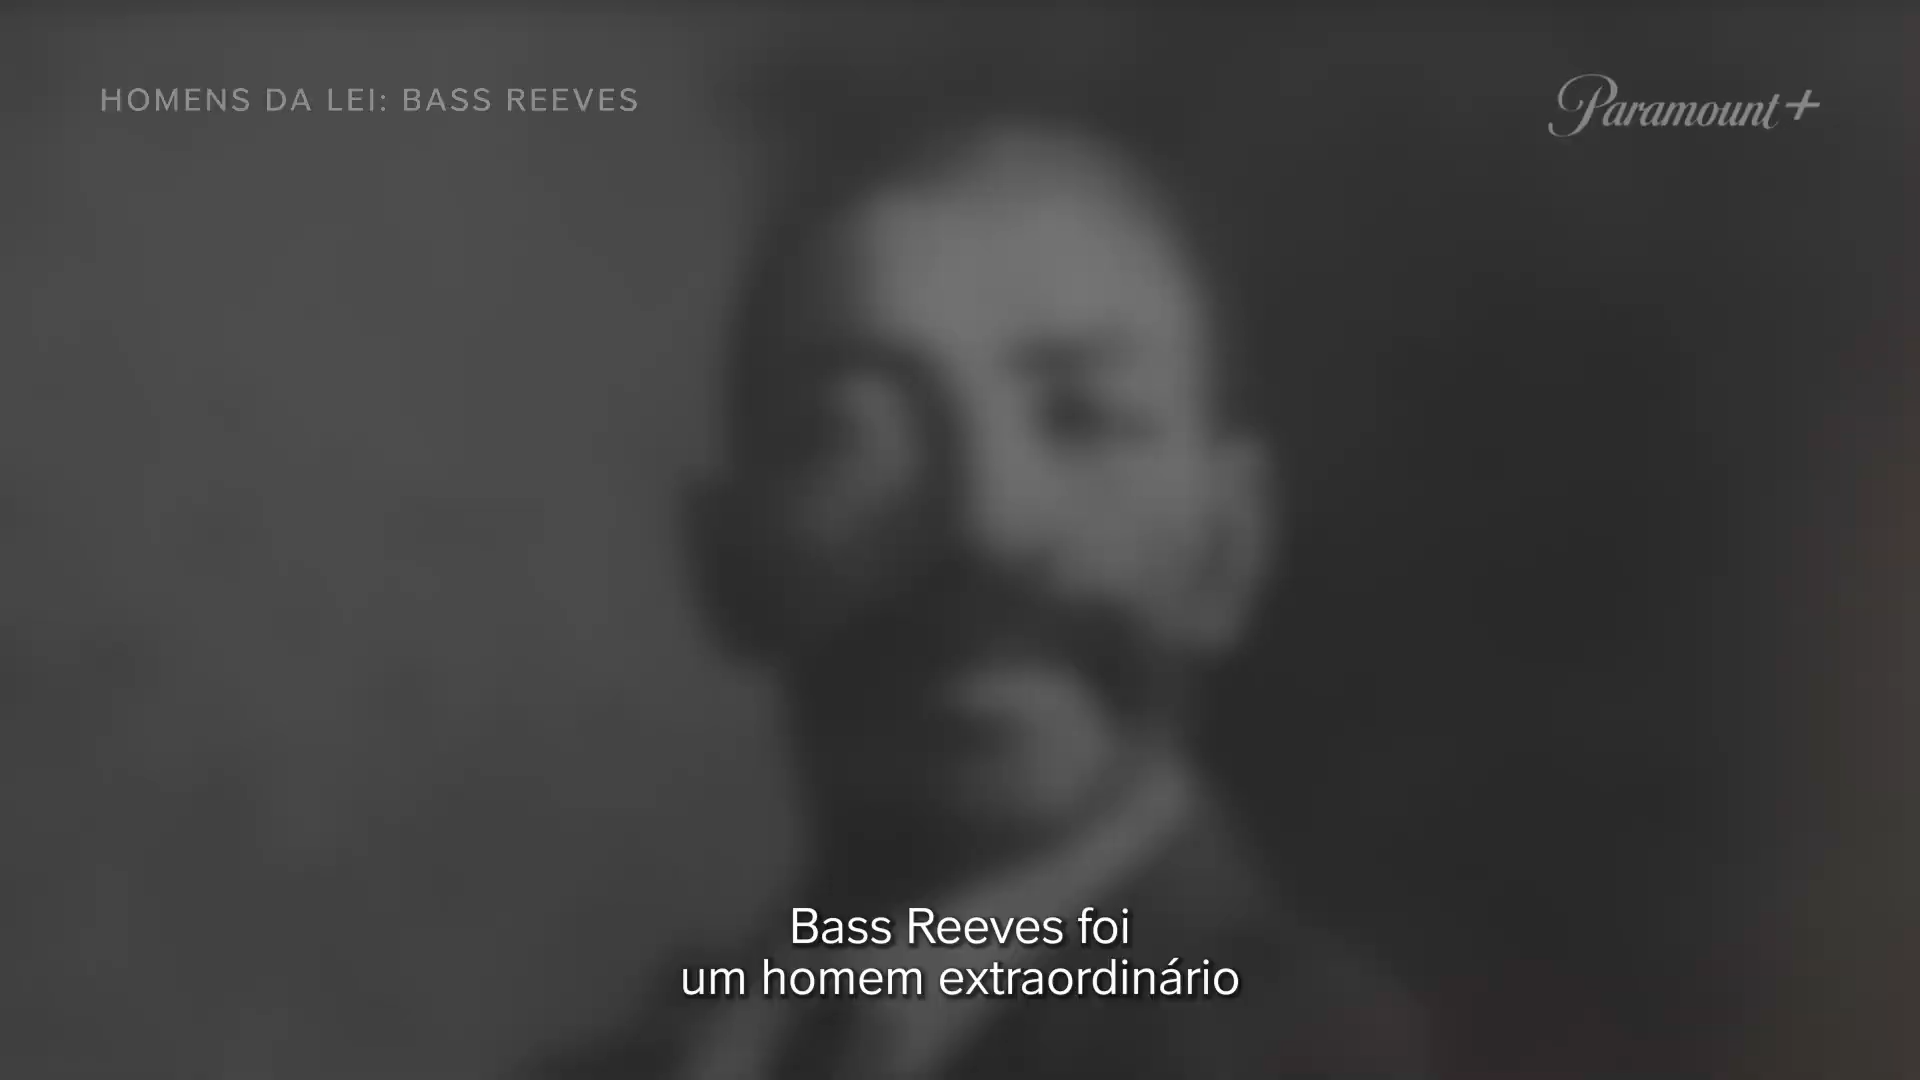 HOMENS DA LEI: BASS REEVES
Paramount+
Bass Reeves foi
um homem extraordinário